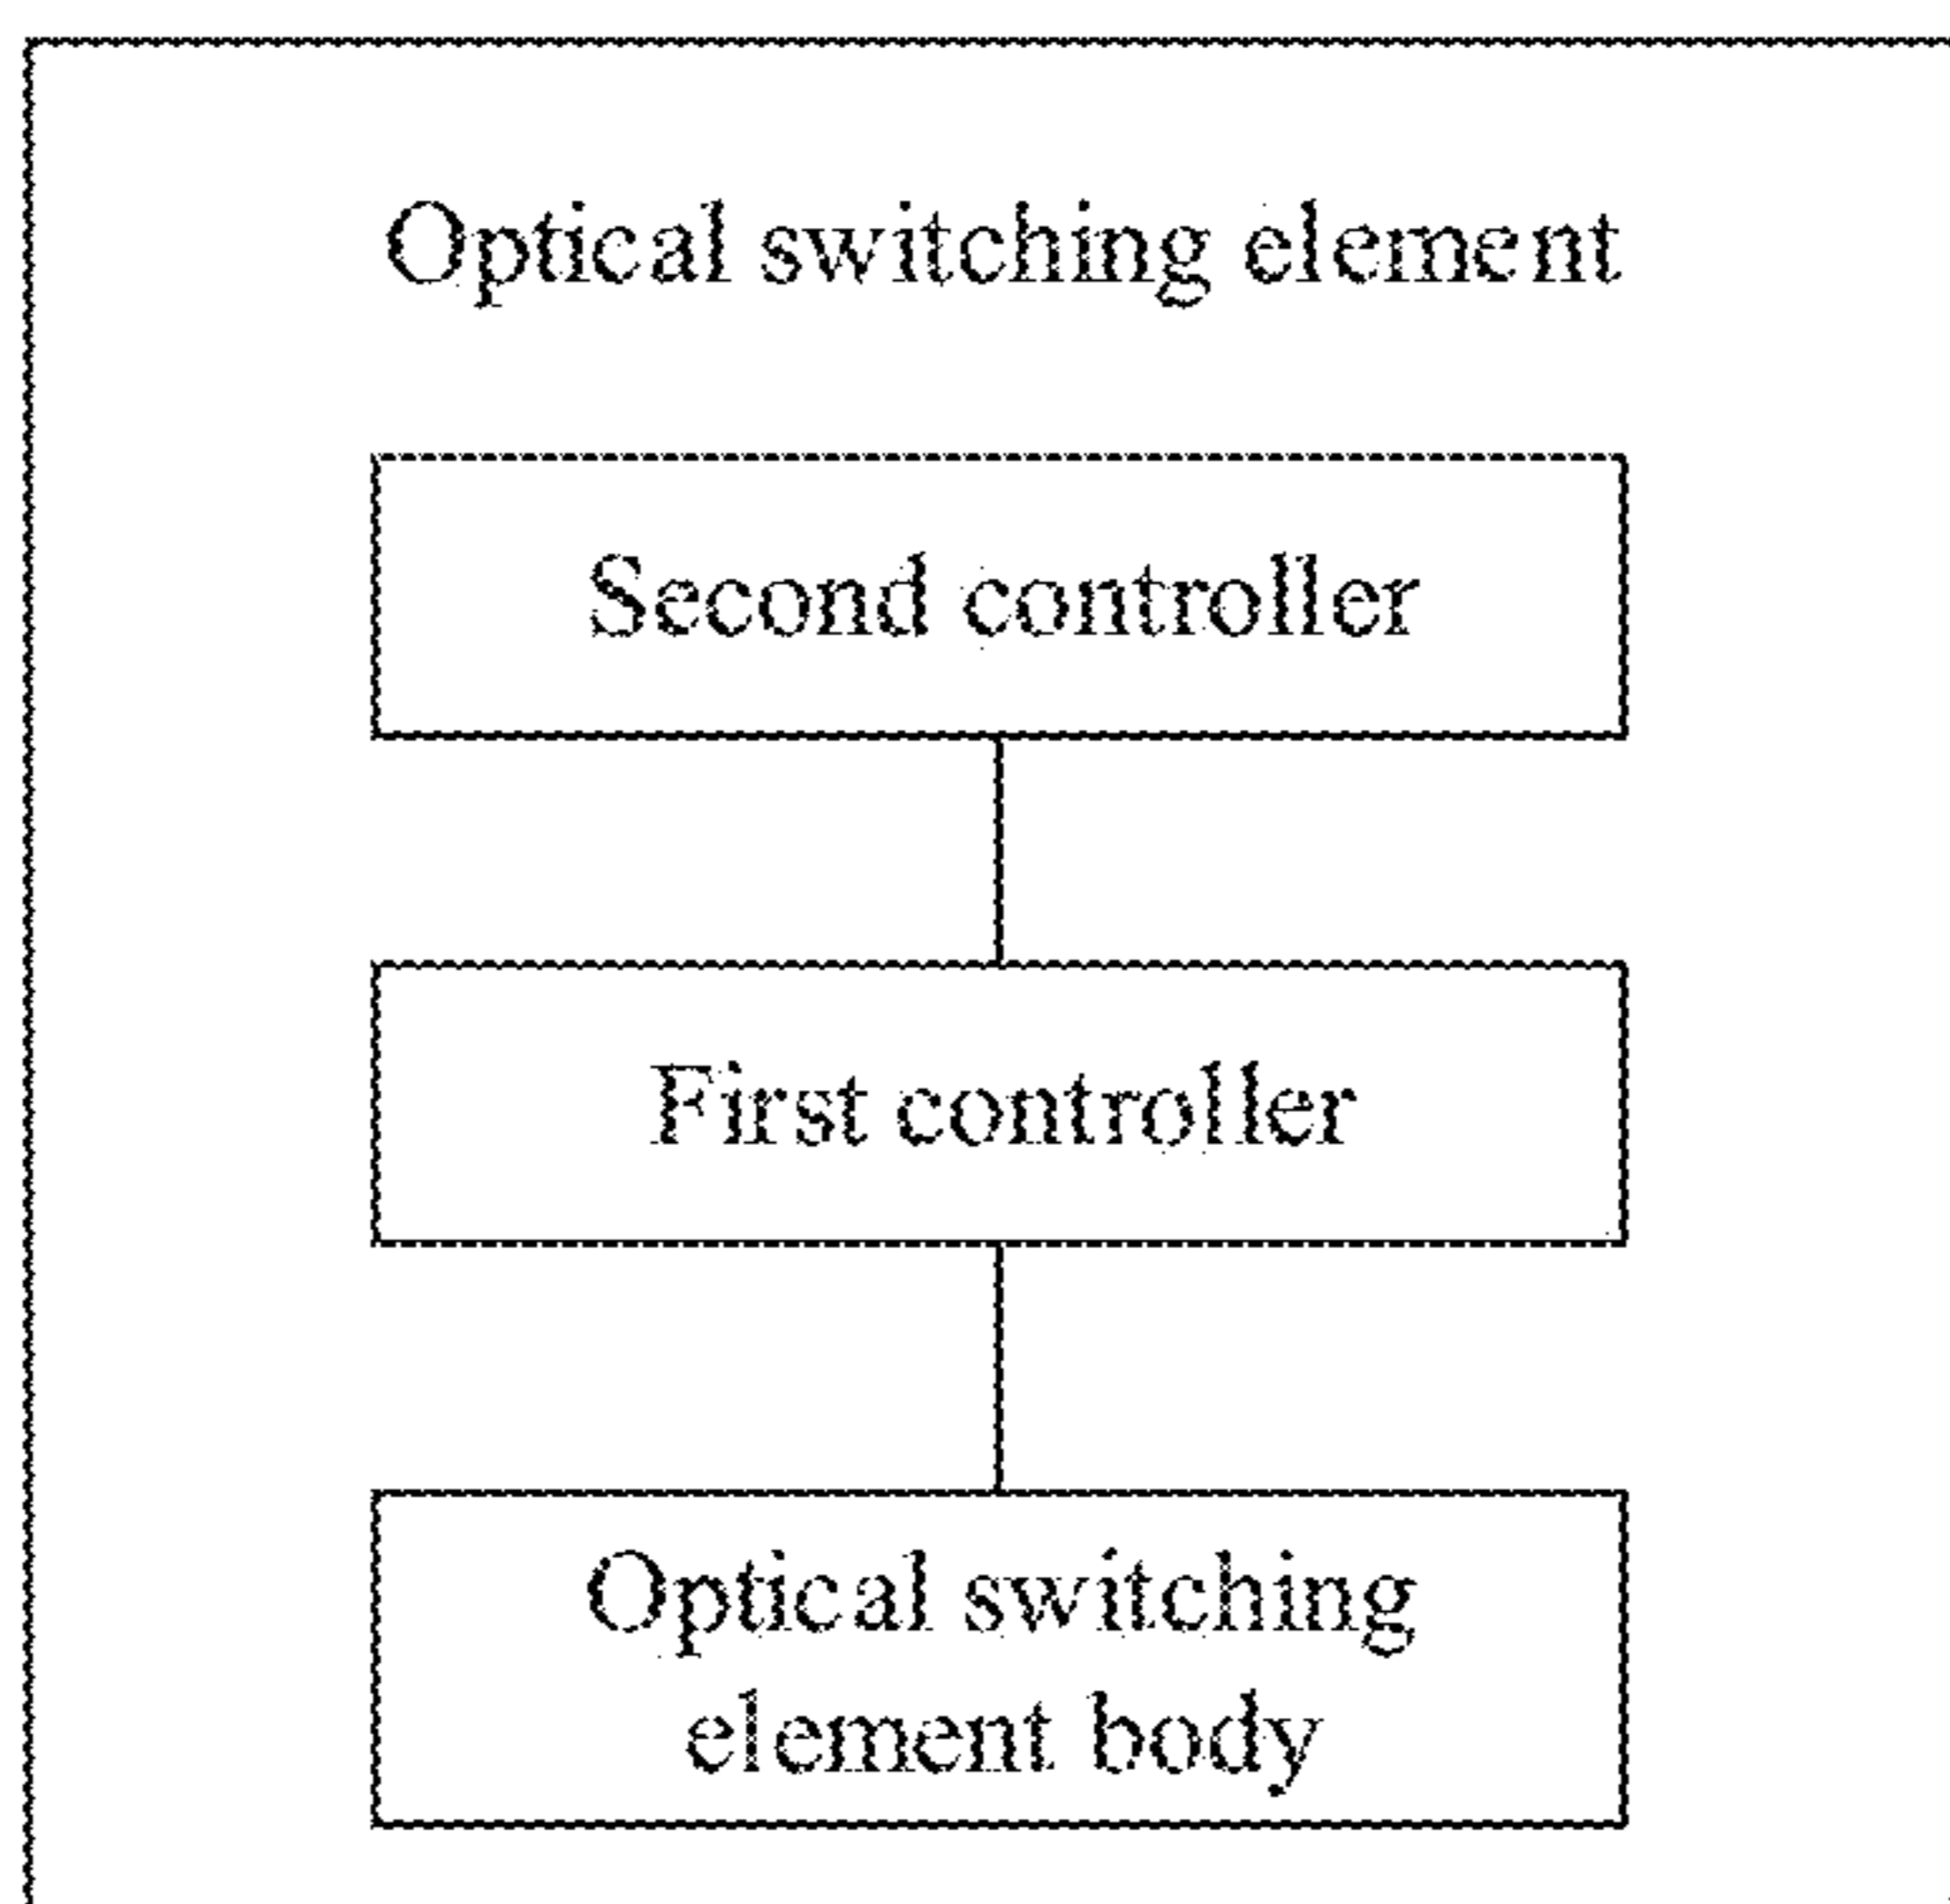 Optical switching element
Second controller
First controller
Optical switching
element body